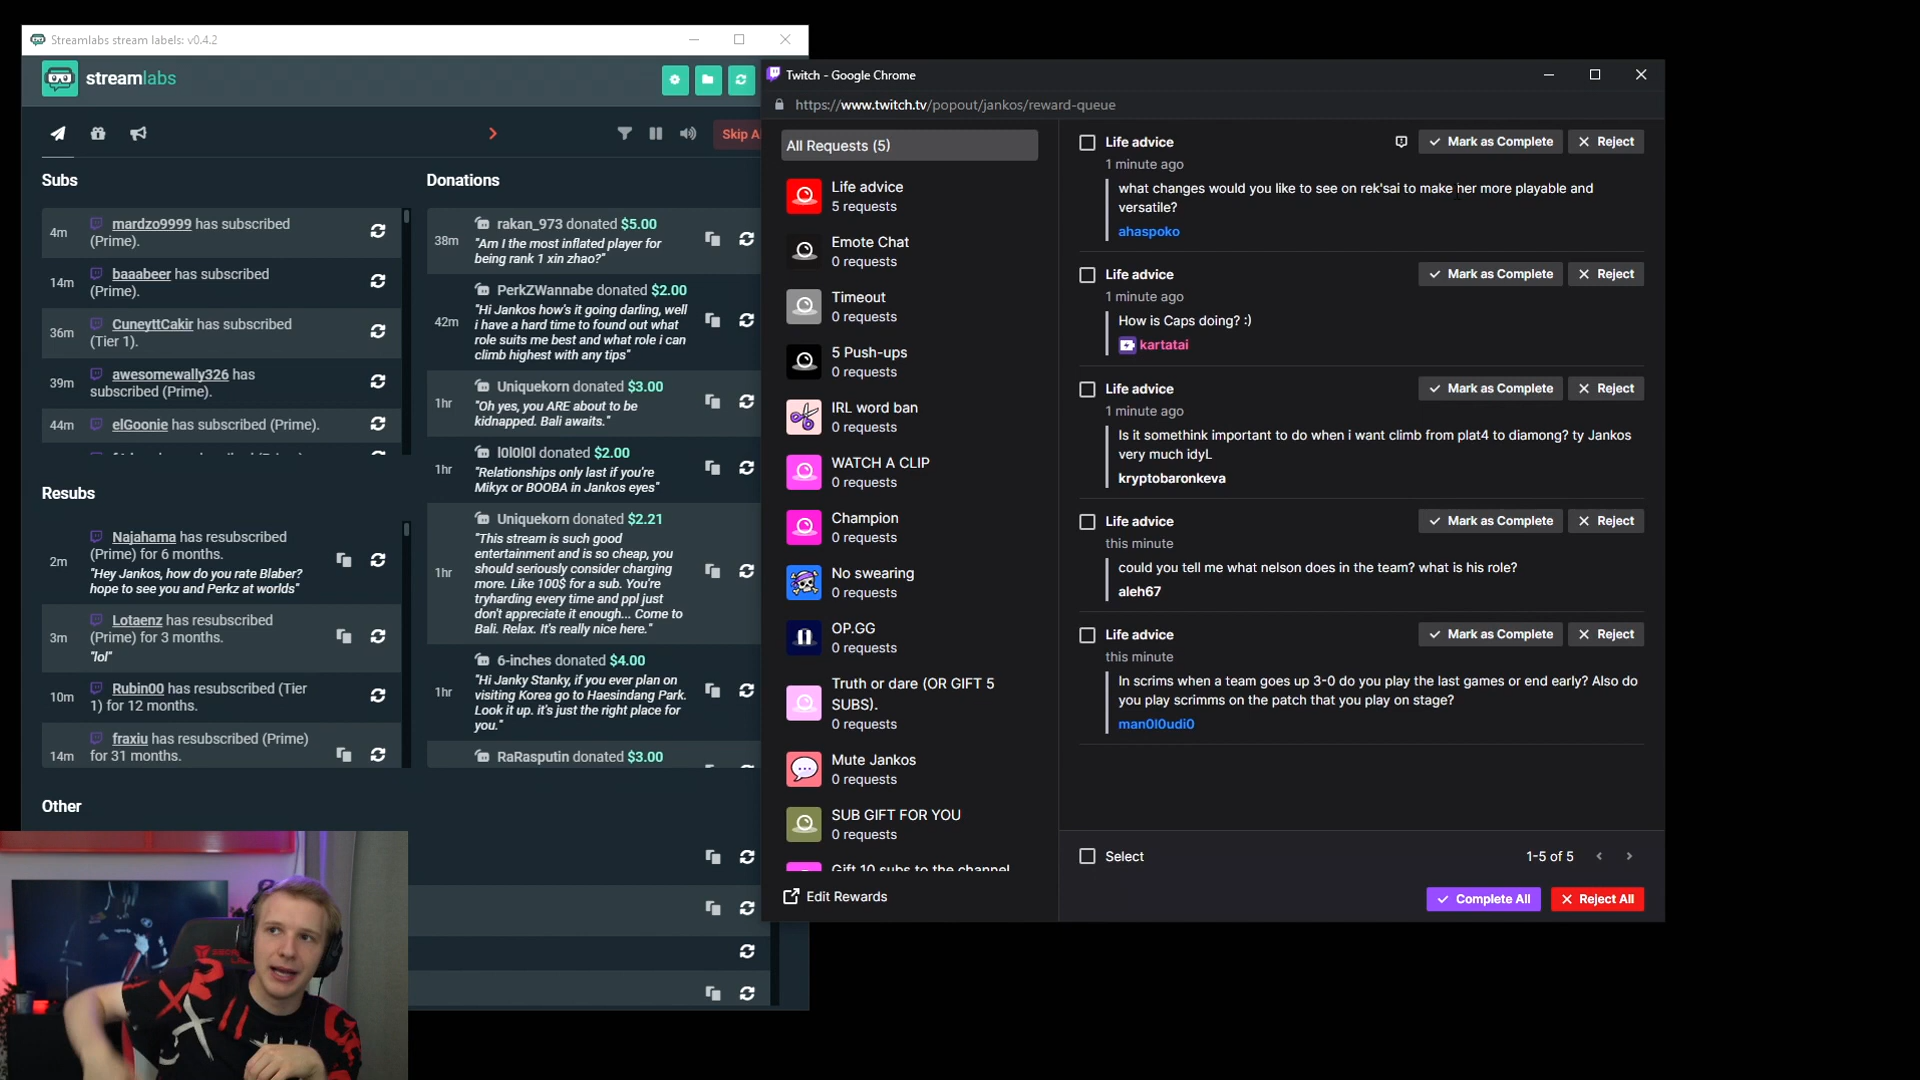 Streamlabs stream labels: v0.4.2
streamlabs
Skip A
Subs
4m
mardzo9999 has subscribed
(Prime).
14m
baaabeer has subscribed
(Prime).
36m
CuneyttCakir has subscribed
(Tier 1).
39m
awesomewally326 has
subscribed (Prime).
44m
elGoonie has subscribed (Prime).
Resubs
2m
Najahama has resubscribed
(Prime) for 6 months.
"Hey Jankos, how do you rate Blaber?
hope to see you and Perkz at worlds"
3m
Lotaenz has resubscribed
(Prime) for 3 months.
"lol"
10m
Rubin00 has resubscribed (Tier
1) for 12 months.
14m
fraxiu has resubscribed (Prime)
for 31 months.
Other
Donations
38m
rakan_973 donated $5.00
"Am I the most inflated player for
being rank 1 xin zhao?"
42m
PerkZWannabe donated $2.00
"Hi Jankos how's it going darling, well
i have a hard time to found out what
role suits me best and what role i can
climb highest with any tips"
1hr
Uniquekorn donated $3.00
"Oh yes, you ARE about to be
kidnapped. Bali awaits."
1hr
l0l0l0l donated $2.00
"Relationships only last if you're
Mikyx or BOOBA in Jankos eyes"
1hr
Uniquekorn donated $2.21
"This stream is such good
entertainment and is so cheap, you
should seriously consider charging
more. Like 100$ for a sub. You're
tryharding every time and ppl just
don't appreciate it enough... Come to
Bali. Relax. It's really nice here."
1hr
6-inches donated $4.00
"Hi Janky Stanky, if you ever plan on
visiting Korea go to Haesindang Park.
Look it up. it's just the right place for
you."
RaRasputin donated $3.00
Twitch - Google Chrome
https://www.twitch.tv/popout/jankos/reward-queue
All Requests (5)
Life advice
5 requests
Emote Chat
0 requests
Timeout
0 requests
5 Push-ups
0 requests
IRL word ban
0 requests
WATCH A CLIP
0 requests
Champion
0 requests
No swearing
0 requests
OP.GG
0 requests
Truth or dare (OR GIFT 5
SUBS).
0 requests
Mute Jankos
0 requests
SUB GIFT FOR YOU
0 requests
Gift 10 subs to the channel
Edit Rewards
Life advice Mark as Complete Reject
1 minute ago
what changes would you like to see on rek'sai to make her more playable and
versatile?
ahaspoko
Life advice Mark as Complete Reject
1 minute ago
How is Caps doing? :)
kartatai
Life advice Mark as Complete Reject
1 minute ago
Is it somethink important to do when i want climb from plat4 to diamong? ty Jankos
very much idyL
kryptobaronkeva
Life advice Mark as Complete Reject
this minute
could you tell me what nelson does in the team? what is his role?
aleh67
Life advice Mark as Complete Reject
this minute
In scrims when a team goes up 3-0 do you play the last games or end early? Also do
you play scrimms on the patch that you play on stage?
man0l0udi0
Select 1-5 of 5
Complete All Reject All